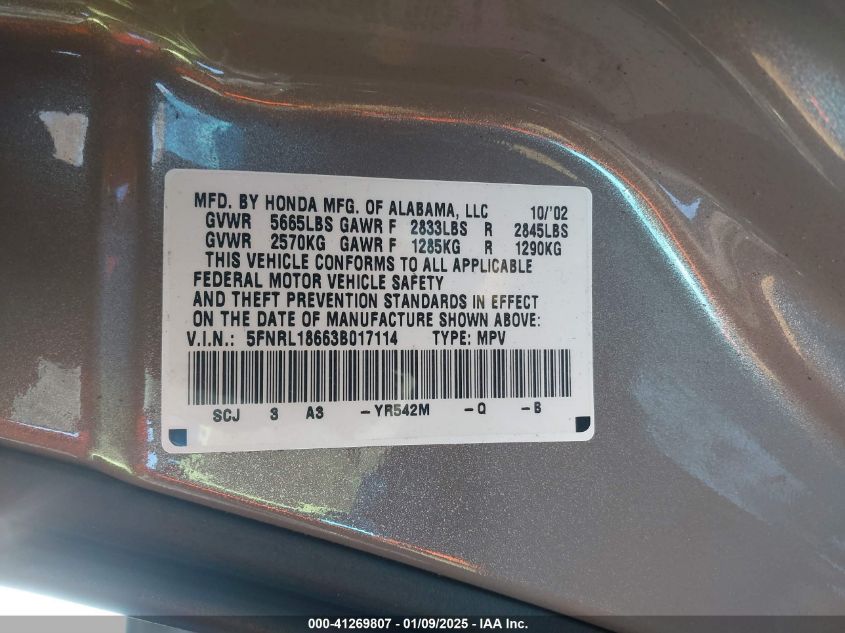 MFD. BY HONDA MFG. OF ALABAMA, LLC 10/'02
GVWR 5665LBS GAWR F 2833LBS R 2845LBS
GVWR 2570KG GAWR F 1285KG R 1290KG
THIS VEHICLE CONFORMS TO ALL APPLICABLE
FEDERAL MOTOR VEHICLE SAFETY
AND THEFT PREVENTION STANDARDS IN EFFECT
ON THE DATE OF MANUFACTURE SHOWN ABOVE:
V.I.N.: 5FNRL18663B017114 TYPE: MPV
SCJ 3 A3 -YR542M -Q -B
000-41269807 - 01/09/2025 - IAA Inc.